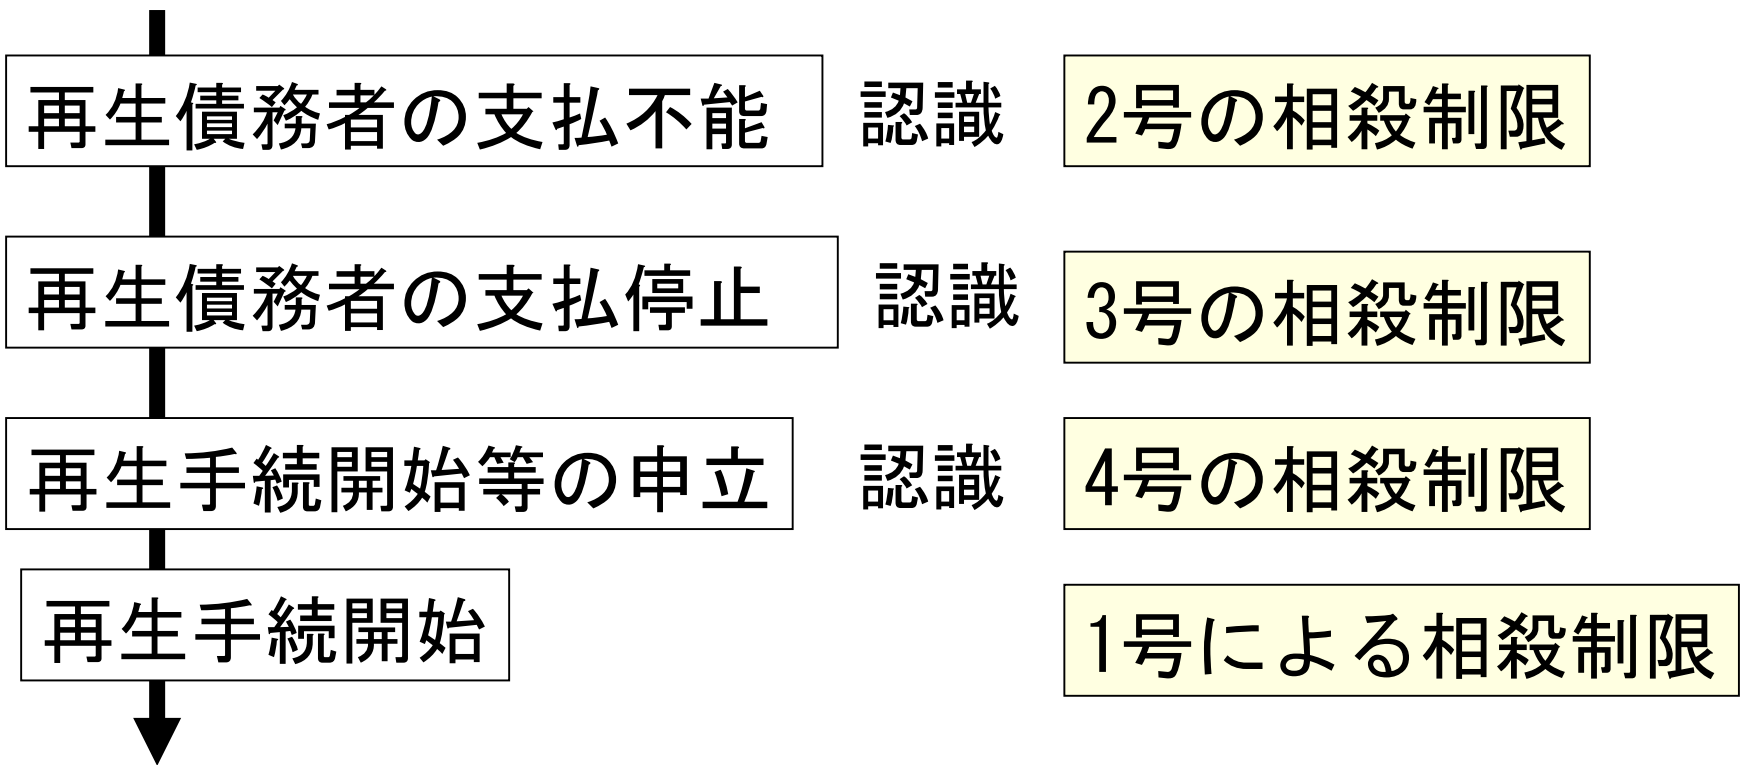 再生債務者の支払不能 認識 2号の相殺制限
再生債務者の支払停止 認識 3号の相殺制限
再生手続開始等の申立 認識 4号の相殺制限
再生手続開始 1号による相殺制限